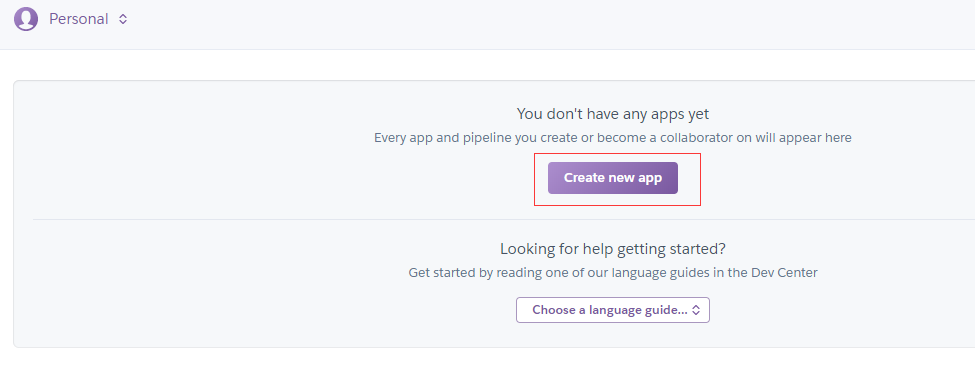 Personal
You don't have any apps yet
Every app and pipeline you create or become a collaborator on will appear here
Create new app
Looking for help getting started?
Get started by reading one of our language guides in the Dev Center
Choose a language guide...